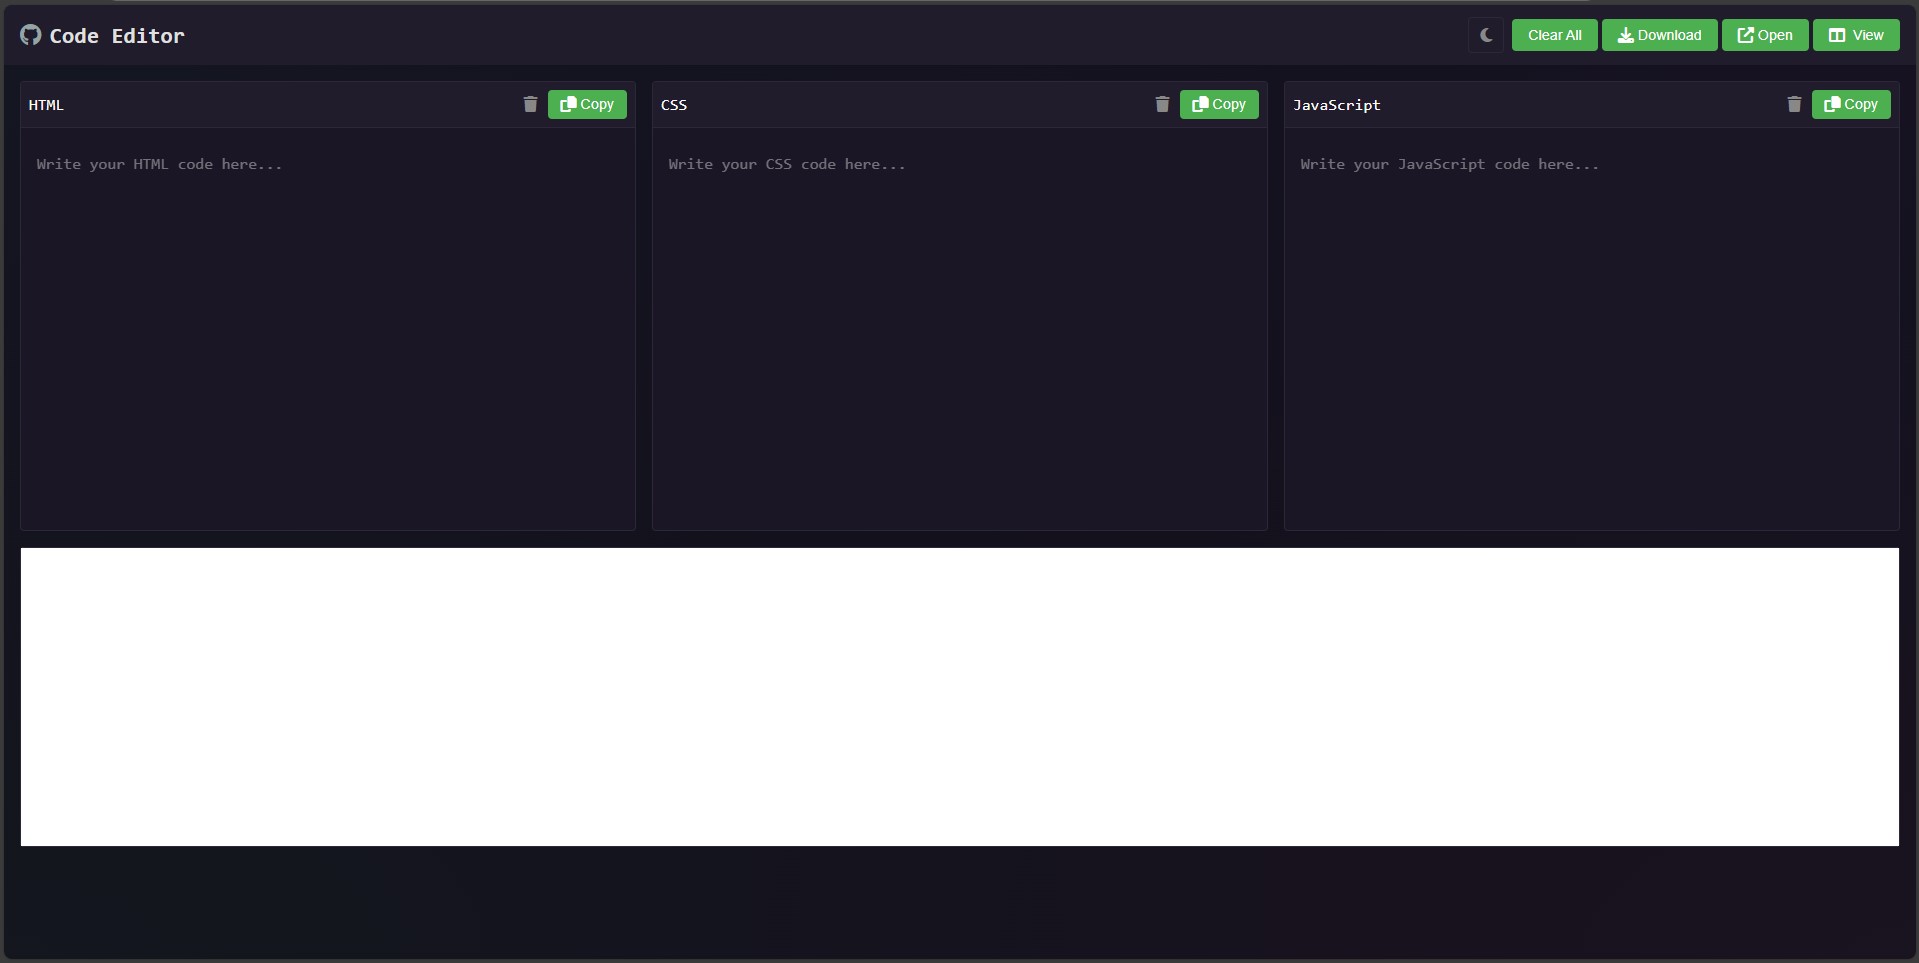 Code Editor
Clear All
Download
Open
View
HTML
Copy
CSS
Copy
JavaScript
Copy
Write your HTML code here...
Write your CSS code here...
Write your JavaScript code here...